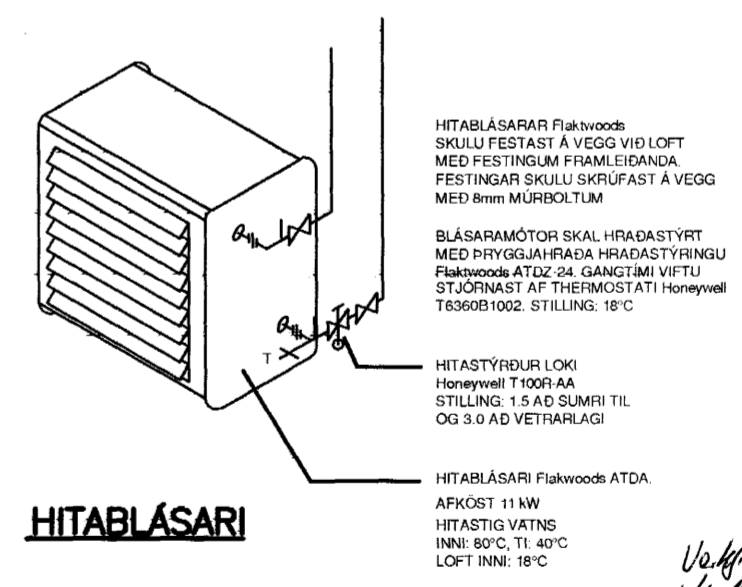 HITABLÁSARAR Flaktwoods
SKULU FESTAST Á VEGG VIÐ LOFT
MEÐ FESTINGUM FRAMLEIÐANDA.
FESTINGAR SKULU SKRÚFAST Á VEGG
MEÐ 8mm MÚRBOLTUM
BLÁSARAMÓTOR SKAL HRAÐASTÝRT
MEÐ ÞRYGGJAHRAÐA HRAÐASTÝRINGU
Flaktwoods ATDZ-24. GANGTÍMI VIFTU
STJÓRNAST AF THERMOSTATI Honeywell
T6360B1002. STILLING: 18°C
T
HITASTÝRÐUR LOKI
Honeywell T100R-AA
STILLING: 1.5 AÐ SUMRI TIL
OG 3.0 AÐ VETRARLAGI
HITABLÁSARI Flakwoods ATDA.
AFKÖST 11 kW
HITASTIG VATNS
INNI: 80°C, TI: 40°C
LOFT INNI: 18°C
HITABLÁSARI